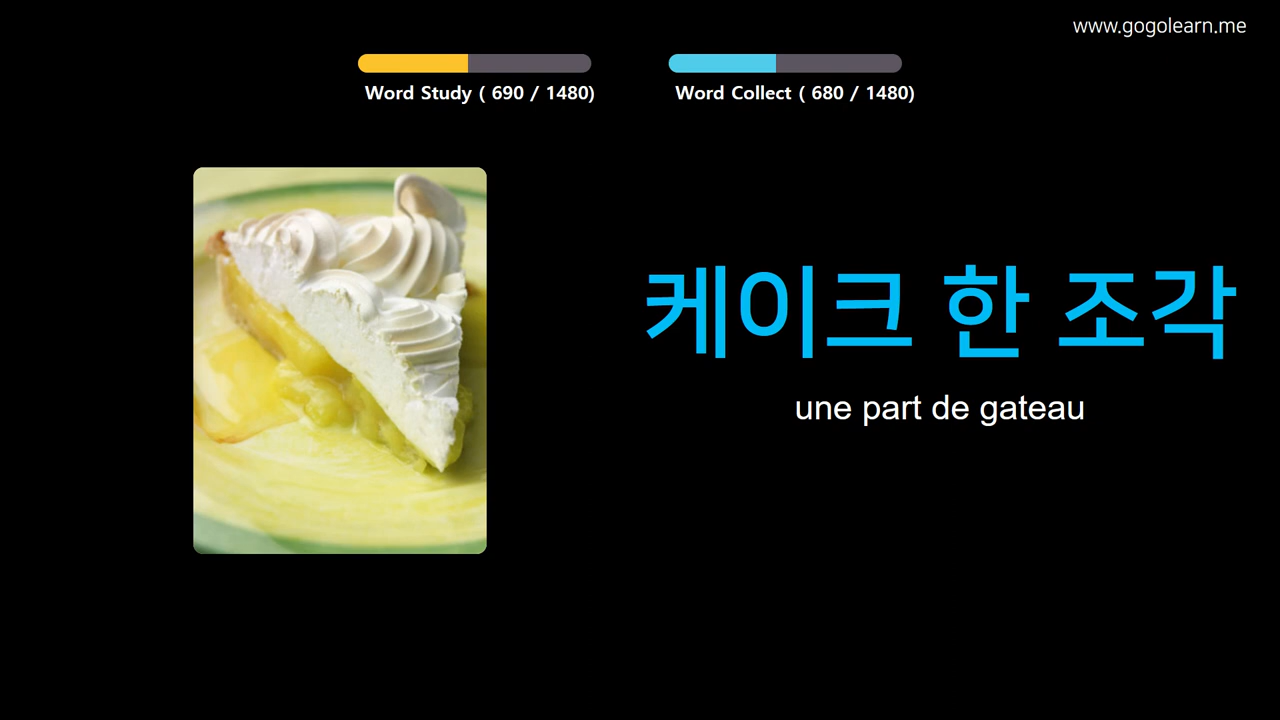 www.gogolearn.me
Word Study ( 690 / 1480)
Word Collect ( 680 / 1480)
케이크 한 조각
une part de gateau